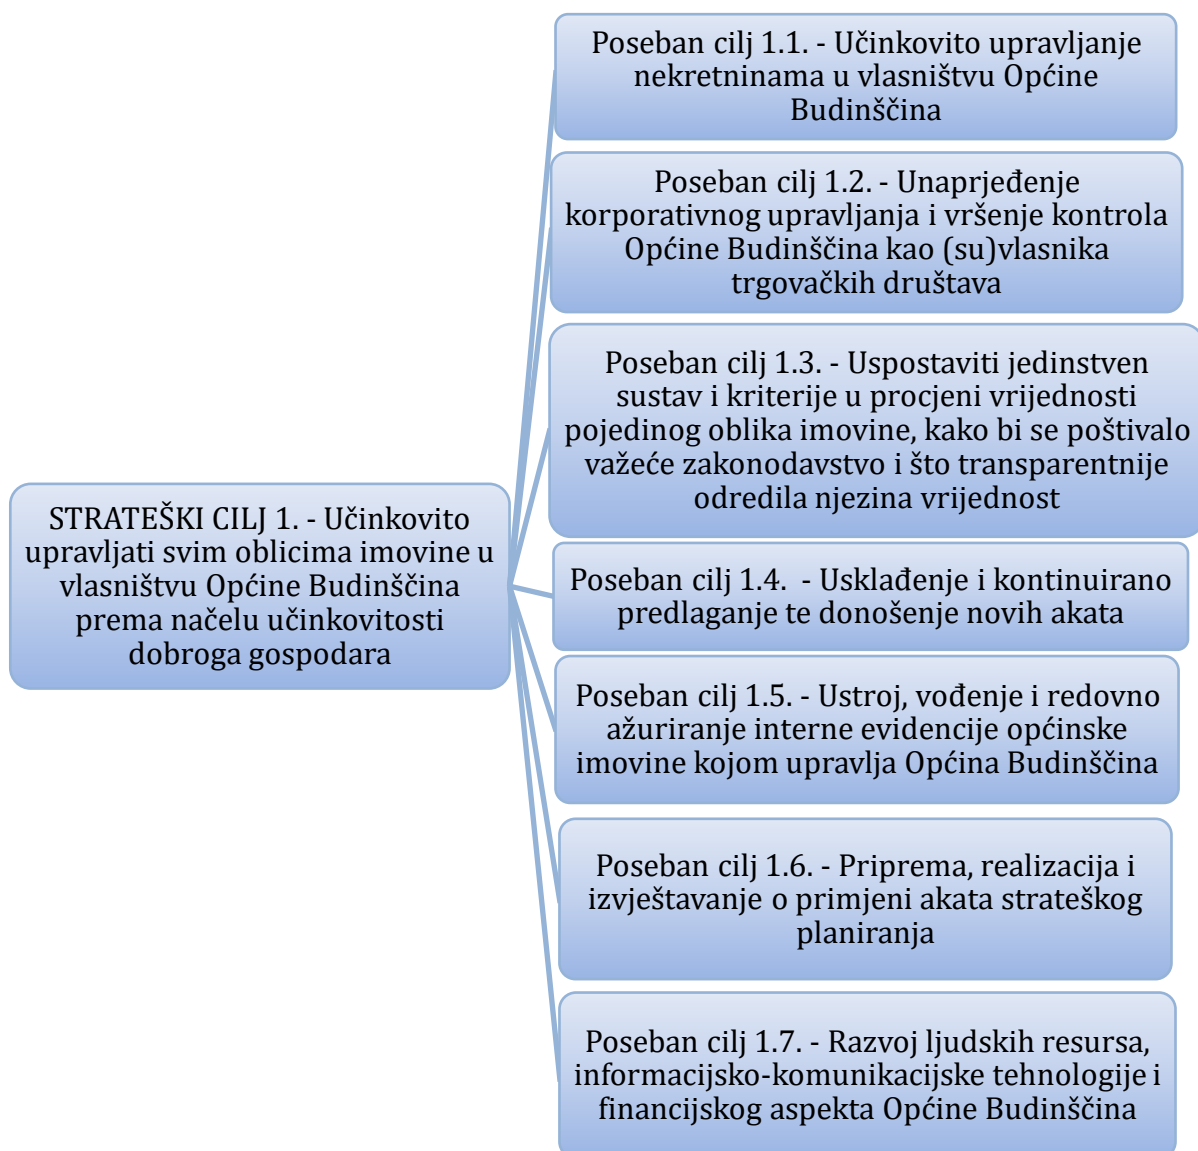 Poseban cilj 1.1. - Učinkovito upravljanje
nekretninama u vlasništvu Općine
Budinščina
Poseban cilj 1.2. - Unaprjeđenje
korporativnog upravljanja i vršenje kontrola
Općine Budinščina kao (su)vlasnika
trgovačkih društava
Poseban cilj 1.3. - Uspostaviti jedinstven
sustav i kriterije u procjeni vrijednosti
pojedinog oblika imovine, kako bi se poštivalo
važeće zakonodavstvo i što transparentnije
odredila njezina vrijednost
STRATEŠKI CILJ 1. - Učinkovito
upravljati svim oblicima imovine u
vlasništvu Općine Budinščina
prema načelu učinkovitosti
dobroga gospodara
Poseban cilj 1.4. - Usklađenje i kontinuirano
predlaganje te donošenje novih akata
Poseban cilj 1.5. - Ustroj, vođenje i redovno
ažuriranje interne evidencije općinske
imovine kojom upravlja Općina Budinščina
Poseban cilj 1.6. - Priprema, realizacija i
izvještavanje o primjeni akata strateškog
planiranja
Poseban cilj 1.7. - Razvoj ljudskih resursa,
informacijsko-komunikacijske tehnologije i
financijskog aspekta Općine Budinščina